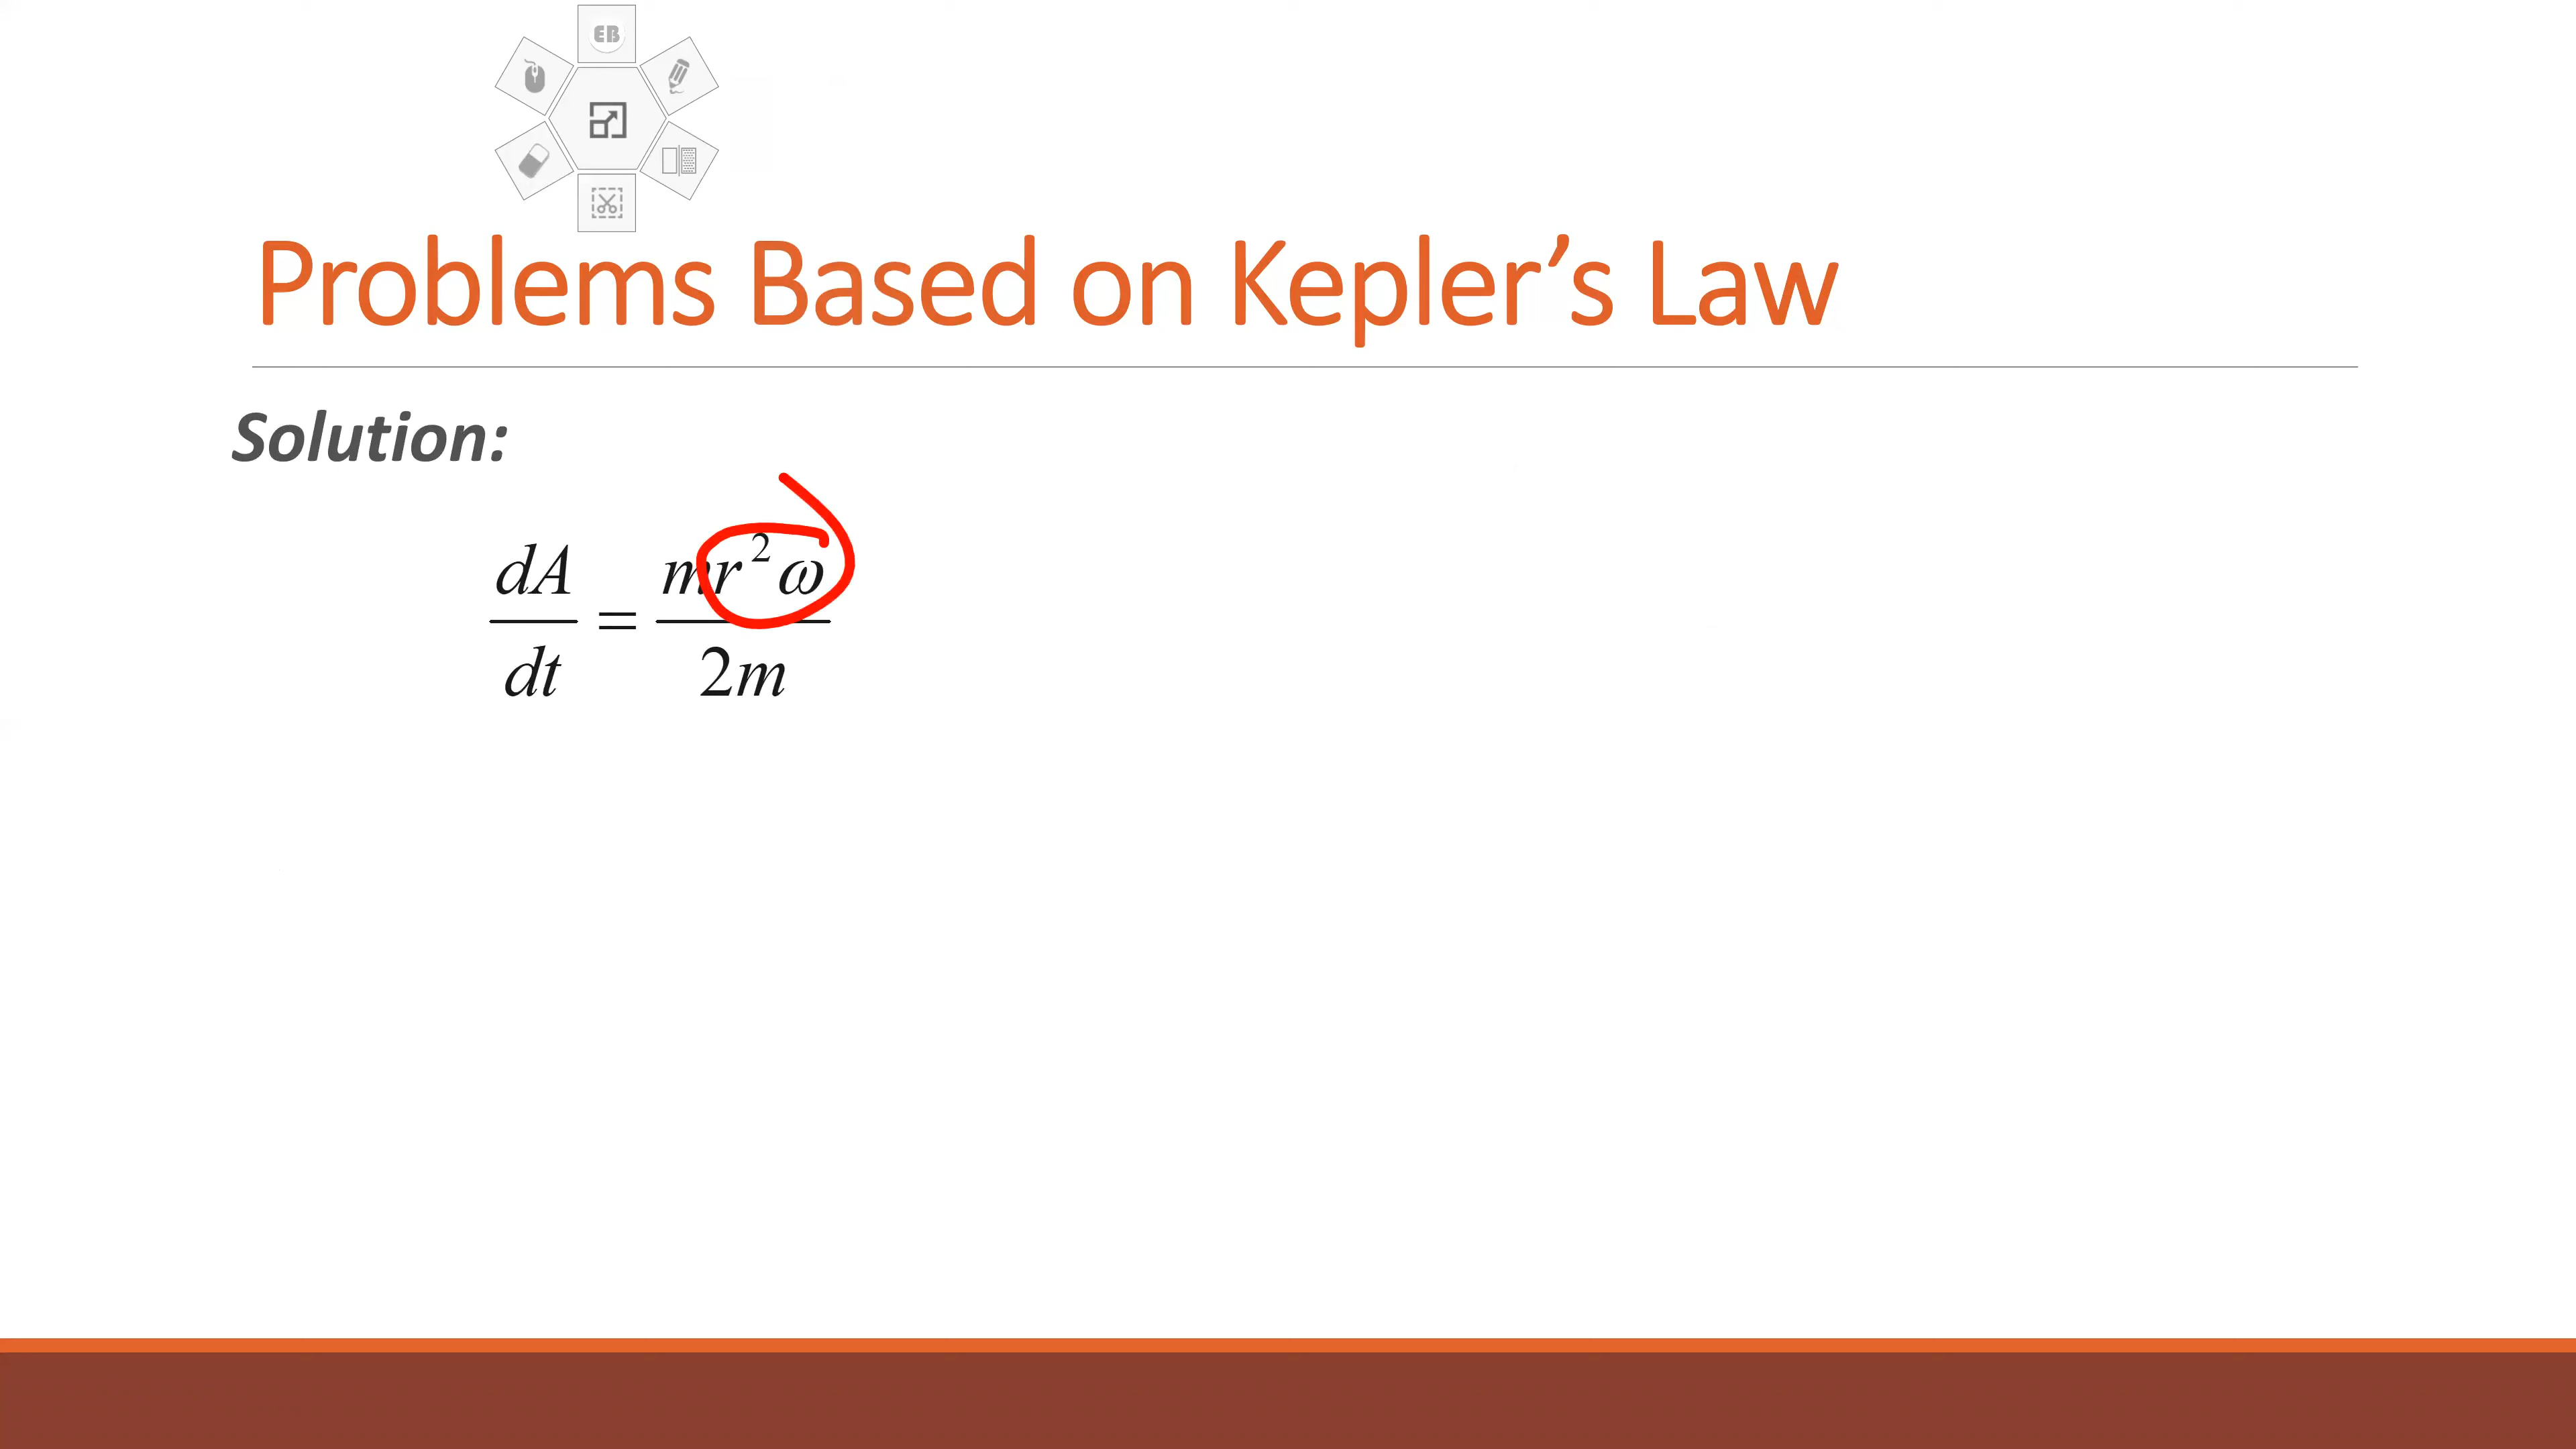 EB
Problems Based on Kepler’s Law
Solution:
dA/dt = mr²ω/2m